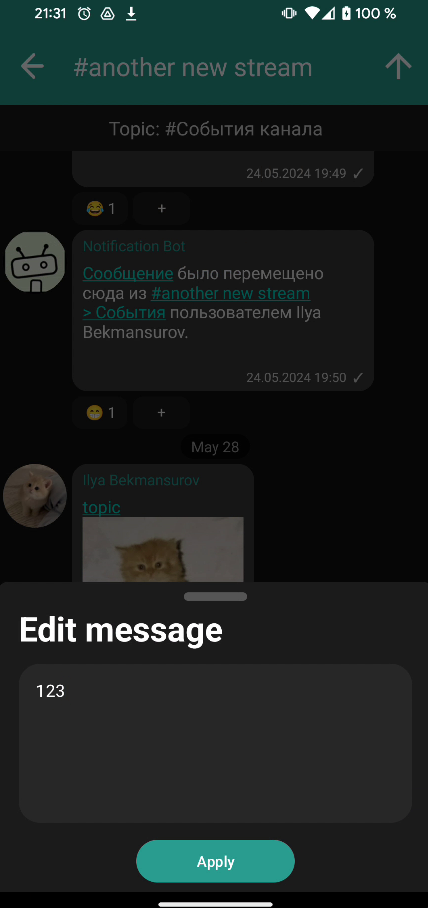 21:31
100 %
#another new stream
Topic: #События канала
24.05.2024 19:49 ✓
😂 1
+
Notification Bot
Сообщение было перемещено
сюда из #another new stream
> События пользователем Ilya
Bekmansurov.
24.05.2024 19:50 ✓
😁 1
+
May 28
Ilya Bekmansurov
topic
Edit message
123
Apply